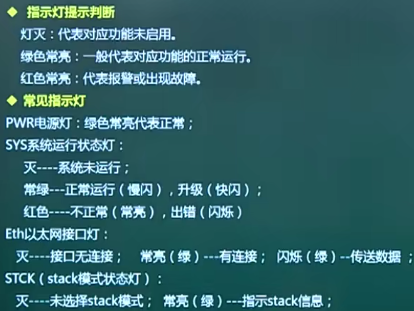 ◆ 指示灯提示判断
灯灭：代表对应功能未启用。
绿色常亮：一般代表对应功能的正常运行。
红色常亮：代表报警或出现故障。
◆ 常见指示灯
PWR电源灯：绿色常亮代表正常；
SYS系统运行状态灯：
灭----系统未运行；
常绿---正常运行（慢闪），升级（快闪）；
红色----不正常（常亮），出错（闪烁）
Eth以太网接口灯：
灭----接口无连接； 常亮（绿）---有连接； 闪烁（绿）--传送数据；
STCK（stack模式状态灯）：
灭----未选择stack模式； 常亮（绿）---指示stack信息；